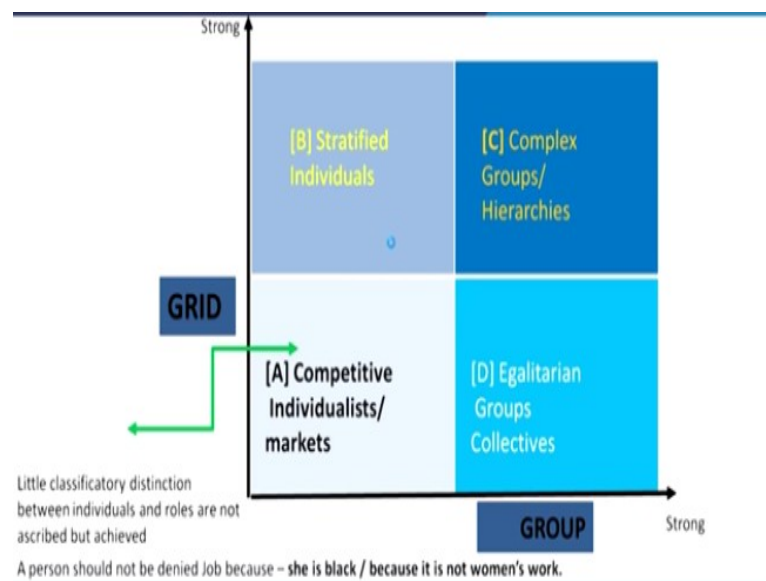 Strong
[B] Stratified
Individuals
[C] Complex
Groups/
Hierarchies
GRID
[A] Competitive
Individualists/
markets
[D] Egalitarian
Groups
Collectives
Little classificatory distinction
between individuals and roles are not
ascribed but achieved
GROUP
Strong
A person should not be denied Job because – she is black / because it is not women's work.